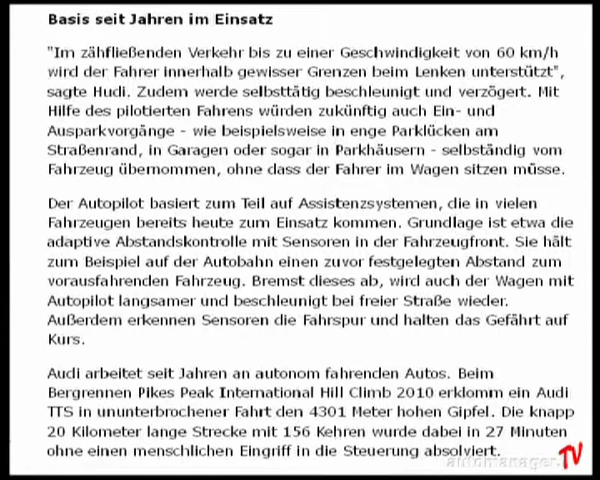 Basis seit Jahren im Einsatz
"Im zähfließenden Verkehr bis zu einer Geschwindigkeit von 60 km/h
wird der Fahrer innerhalb gewisser Grenzen beim Lenken unterstützt",
sagte Hudi. Zudem werde selbsttätig beschleunigt und verzögert. Mit
Hilfe des pilotierten Fahrens würden zukünftig auch Ein- und
Ausparkvorgänge - wie beispielsweise in enge Parklücken am
Straßenrand, in Garagen oder sogar in Parkhäusern - selbständig vom
Fahrzeug übernommen, ohne dass der Fahrer im Wagen sitzen müsse.
Der Autopilot basiert zum Teil auf Assistenzsystemen, die in vielen
Fahrzeugen bereits heute zum Einsatz kommen. Grundlage ist etwa die
adaptive Abstandskontrolle mit Sensoren in der Fahrzeugfront. Sie hält
zum Beispiel auf der Autobahn einen zuvor festgelegten Abstand zum
vorausfahrenden Fahrzeug. Bremst dieses ab, wird auch der Wagen mit
Autopilot langsamer und beschleunigt bei freier Straße wieder.
Außerdem erkennen Sensoren die Fahrspur und halten das Gefährt auf
Kurs.
Audi arbeitet seit Jahren an autonom fahrenden Autos. Beim
Bergrennen Pikes Peak International Hill Climb 2010 erklomm ein Audi
TTS in ununterbrochener Fahrt den 4301 Meter hohen Gipfel. Die knapp
20 Kilometer lange Strecke mit 156 Kehren wurde dabei in 27 Minuten
ohne einen menschlichen Eingriff in die Steuerung absolviert.
automanager.TV